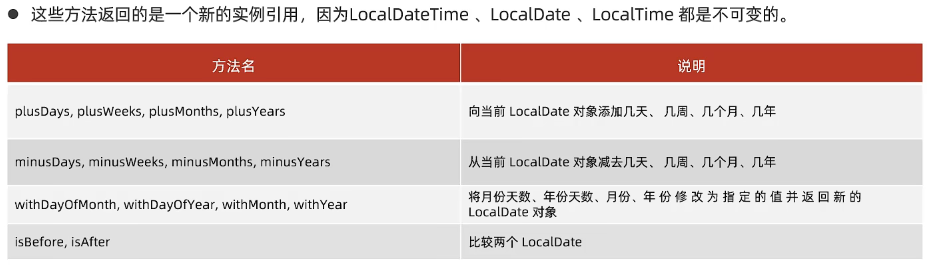 ● 这些方法返回的是一个新的实例引用，因为LocalDateTime 、LocalDate 、LocalTime 都是不可变的。
方法名 说明
plusDays, plusWeeks, plusMonths, plusYears 向当前 LocalDate 对象添加几天、 几周、几个月、几年
minusDays, minusWeeks, minusMonths, minusYears 从当前 LocalDate 对象减去几天、 几周、几个月、几年
withDayOfMonth, withDayOfYear, withMonth, withYear 将月份天数、年份天数、月份、年 份 修 改 为 指 定 的 值 并 返 回 新 的
LocalDate 对象
isBefore, isAfter 比较两个 LocalDate